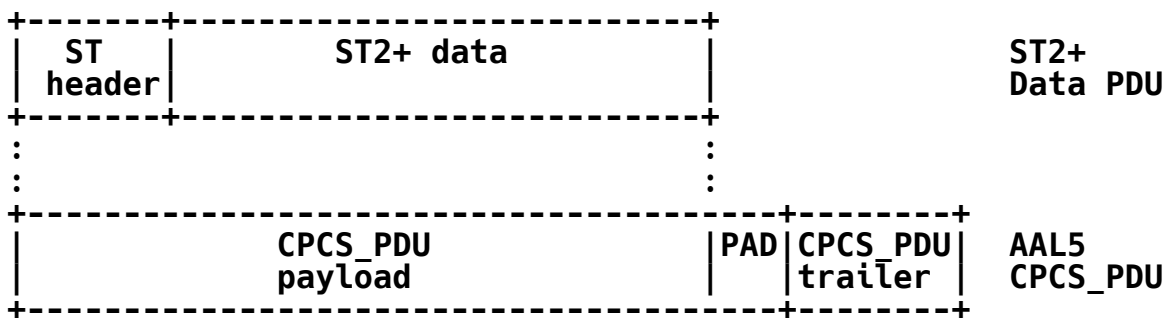 +-------+---------------------------+
|  ST   |         ST2+ data         |               ST2+
| header|                           |               Data PDU
+-------+---------------------------+
:                                   :
:                                   :
+---------------------------------------+--------+
|             CPCS_PDU              |PAD|CPCS_PDU|  AAL5
|             payload               |   |trailer |  CPCS_PDU
+---------------------------------------+--------+